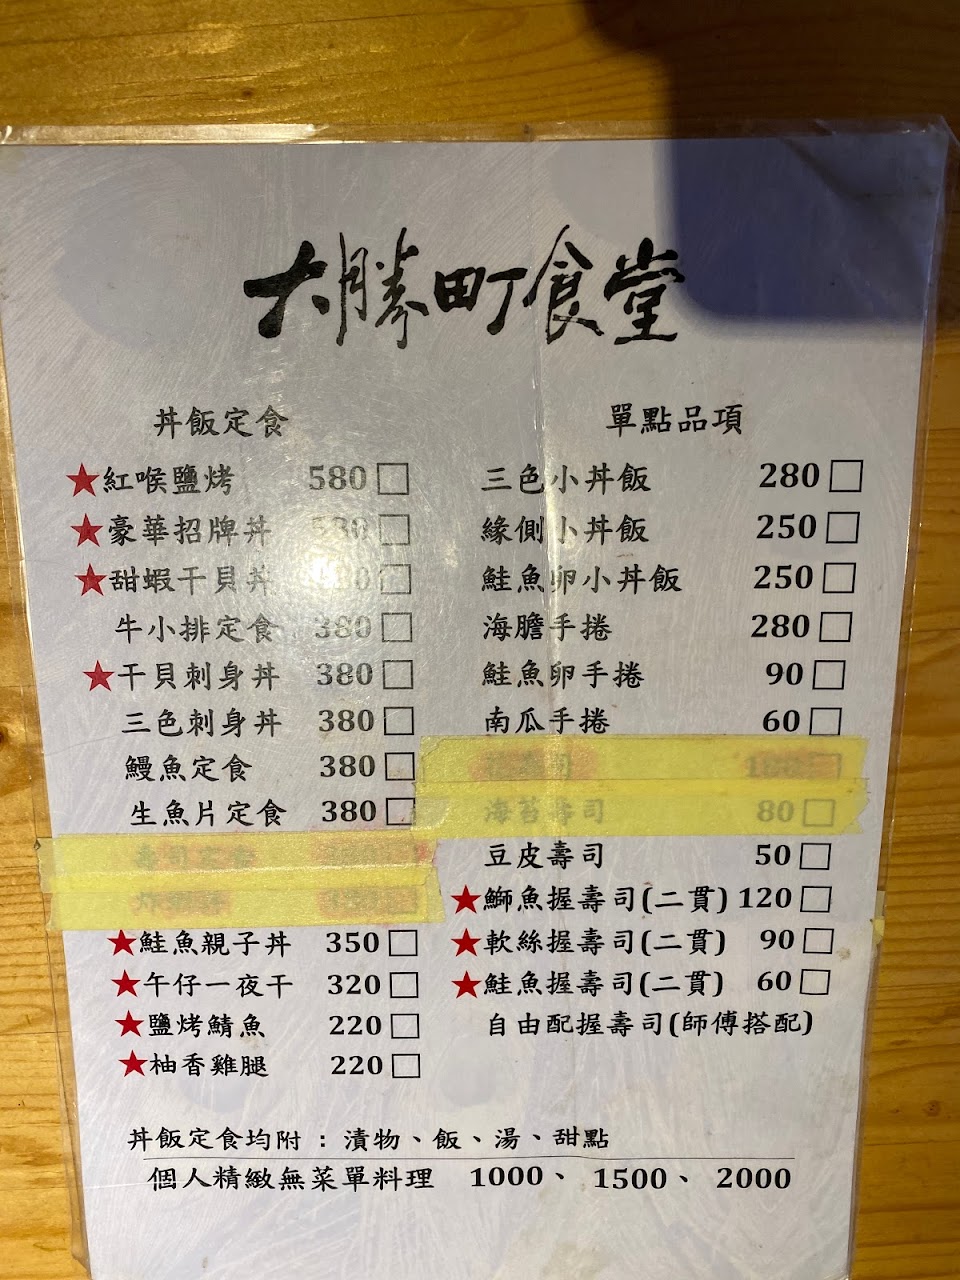 大勝町食堂
丼飯定食
★紅喉鹽烤 580 □
★豪華招牌丼 □
★甜蝦干貝丼 □
牛小排定食 380 □
★干貝刺身丼 380 □
三色刺身丼 380 □
鰻魚定食 380 □
生魚片定食 380 □
★鮭魚親子丼 350 □
★午仔一夜干 320 □
★鹽烤鯖魚 220 □
★柚香雞腿 220 □
單點品項
三色小丼飯 280 □
緣側小丼飯 250 □
鮭魚卵小丼飯 250 □
海膽手捲 280 □
鮭魚卵手捲 90 □
南瓜手捲 60 □
海苔壽司 80 □
豆皮壽司 50 □
★鰤魚握壽司(二貫) 120 □
★軟絲握壽司(二貫) 90 □
★鮭魚握壽司(二貫) 60 □
自由配握壽司(師傅搭配)
丼飯定食均附：漬物、飯、湯、甜點
個人精緻無菜單料理 1000、1500、2000